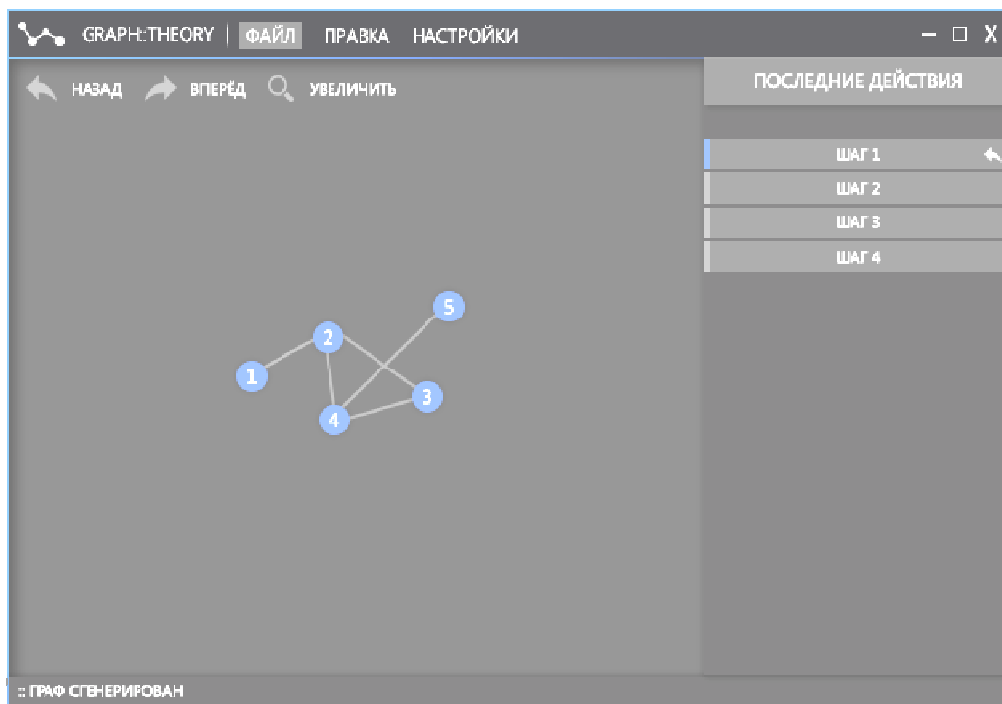 GRAPH::THEORY ФАЙЛ ПРАВКА НАСТРОЙКИ X
НАЗАД ВПЕРЁД УВЕЛИЧИТЬ
ПОСЛЕДНИЕ ДЕЙСТВИЯ
ШАГ 1
ШАГ 2
ШАГ 3
ШАГ 4
5
2
1
3
4
:: ГРАФ СГЕНЕРИРОВАН